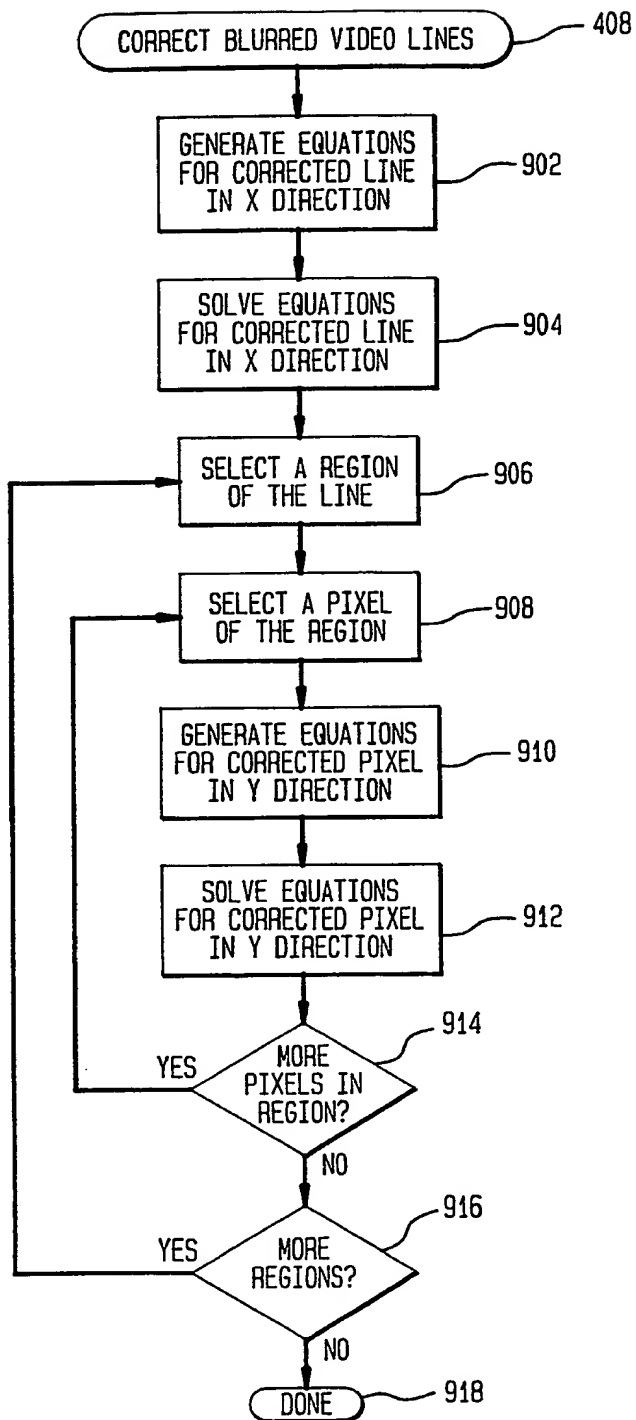 CORRECT BLURRED VIDEO LINES
408
GENERATE EQUATIONS
FOR CORRECTED LINE
IN X DIRECTION
902
SOLVE EQUATIONS
FOR CORRECTED LINE
IN X DIRECTION
904
SELECT A REGION
OF THE LINE
906
SELECT A PIXEL
OF THE REGION
908
GENERATE EQUATIONS
FOR CORRECTED PIXEL
IN Y DIRECTION
910
SOLVE EQUATIONS
FOR CORRECTED PIXEL
IN Y DIRECTION
912
914
YES
MORE
PIXELS IN
REGION?
NO
916
YES
MORE
REGIONS?
NO
DONE
918